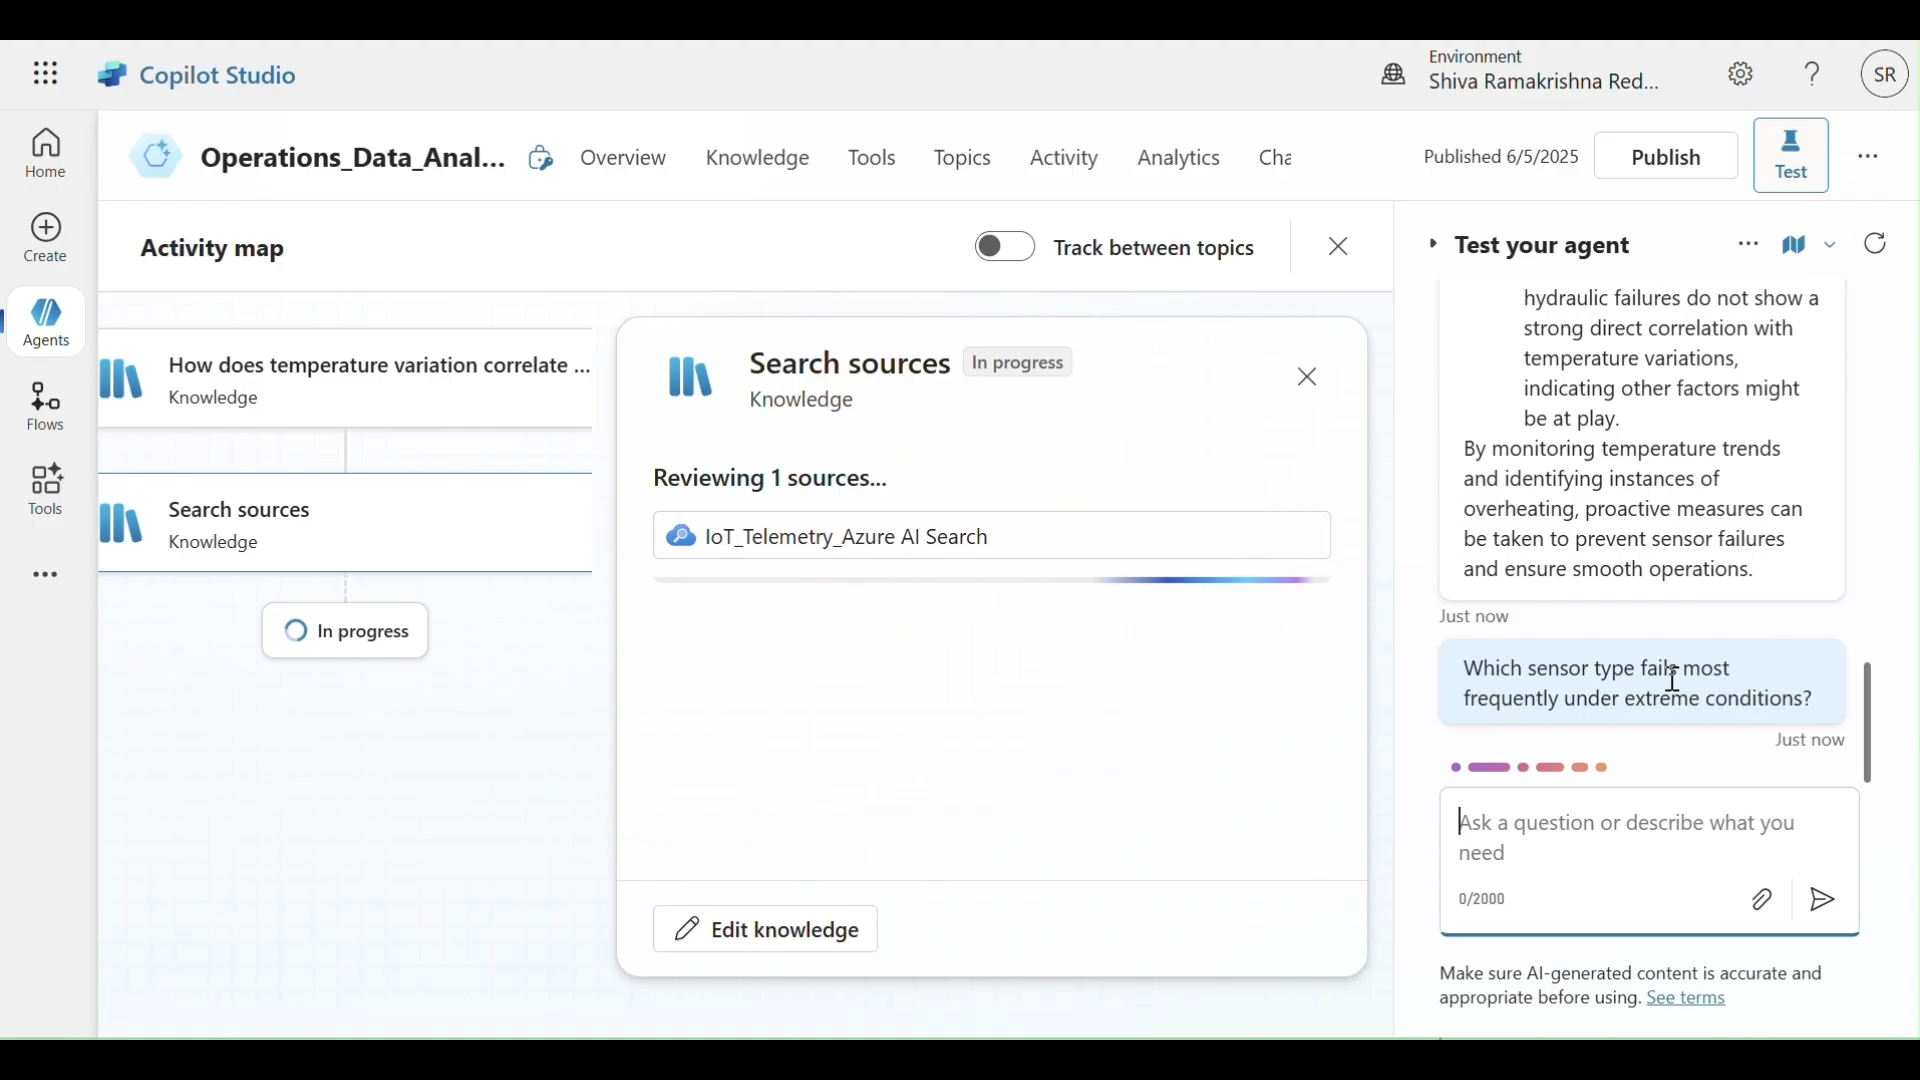 Copilot Studio
Environment
Shiva Ramakrishna Red...
SR
Home
Create
Agents
Flows
Tools
Operations_Data_Anal...
Overview
Knowledge
Tools
Topics
Activity
Analytics
Cha
Published 6/5/2025
Publish
Test
Activity map
Track between topics
How does temperature variation correlate ...
Knowledge
Search sources
Knowledge
In progress
Search sources
In progress
Knowledge
Reviewing 1 sources...
IoT_Telemetry_Azure AI Search
Edit knowledge
Test your agent
hydraulic failures do not show a
strong direct correlation with
temperature variations,
indicating other factors might
be at play.
By monitoring temperature trends
and identifying instances of
overheating, proactive measures can
be taken to prevent sensor failures
and ensure smooth operations.
Just now
Which sensor type fails most
frequently under extreme conditions?
Just now
Ask a question or describe what you
need
0/2000
Make sure AI-generated content is accurate and
appropriate before using. See terms